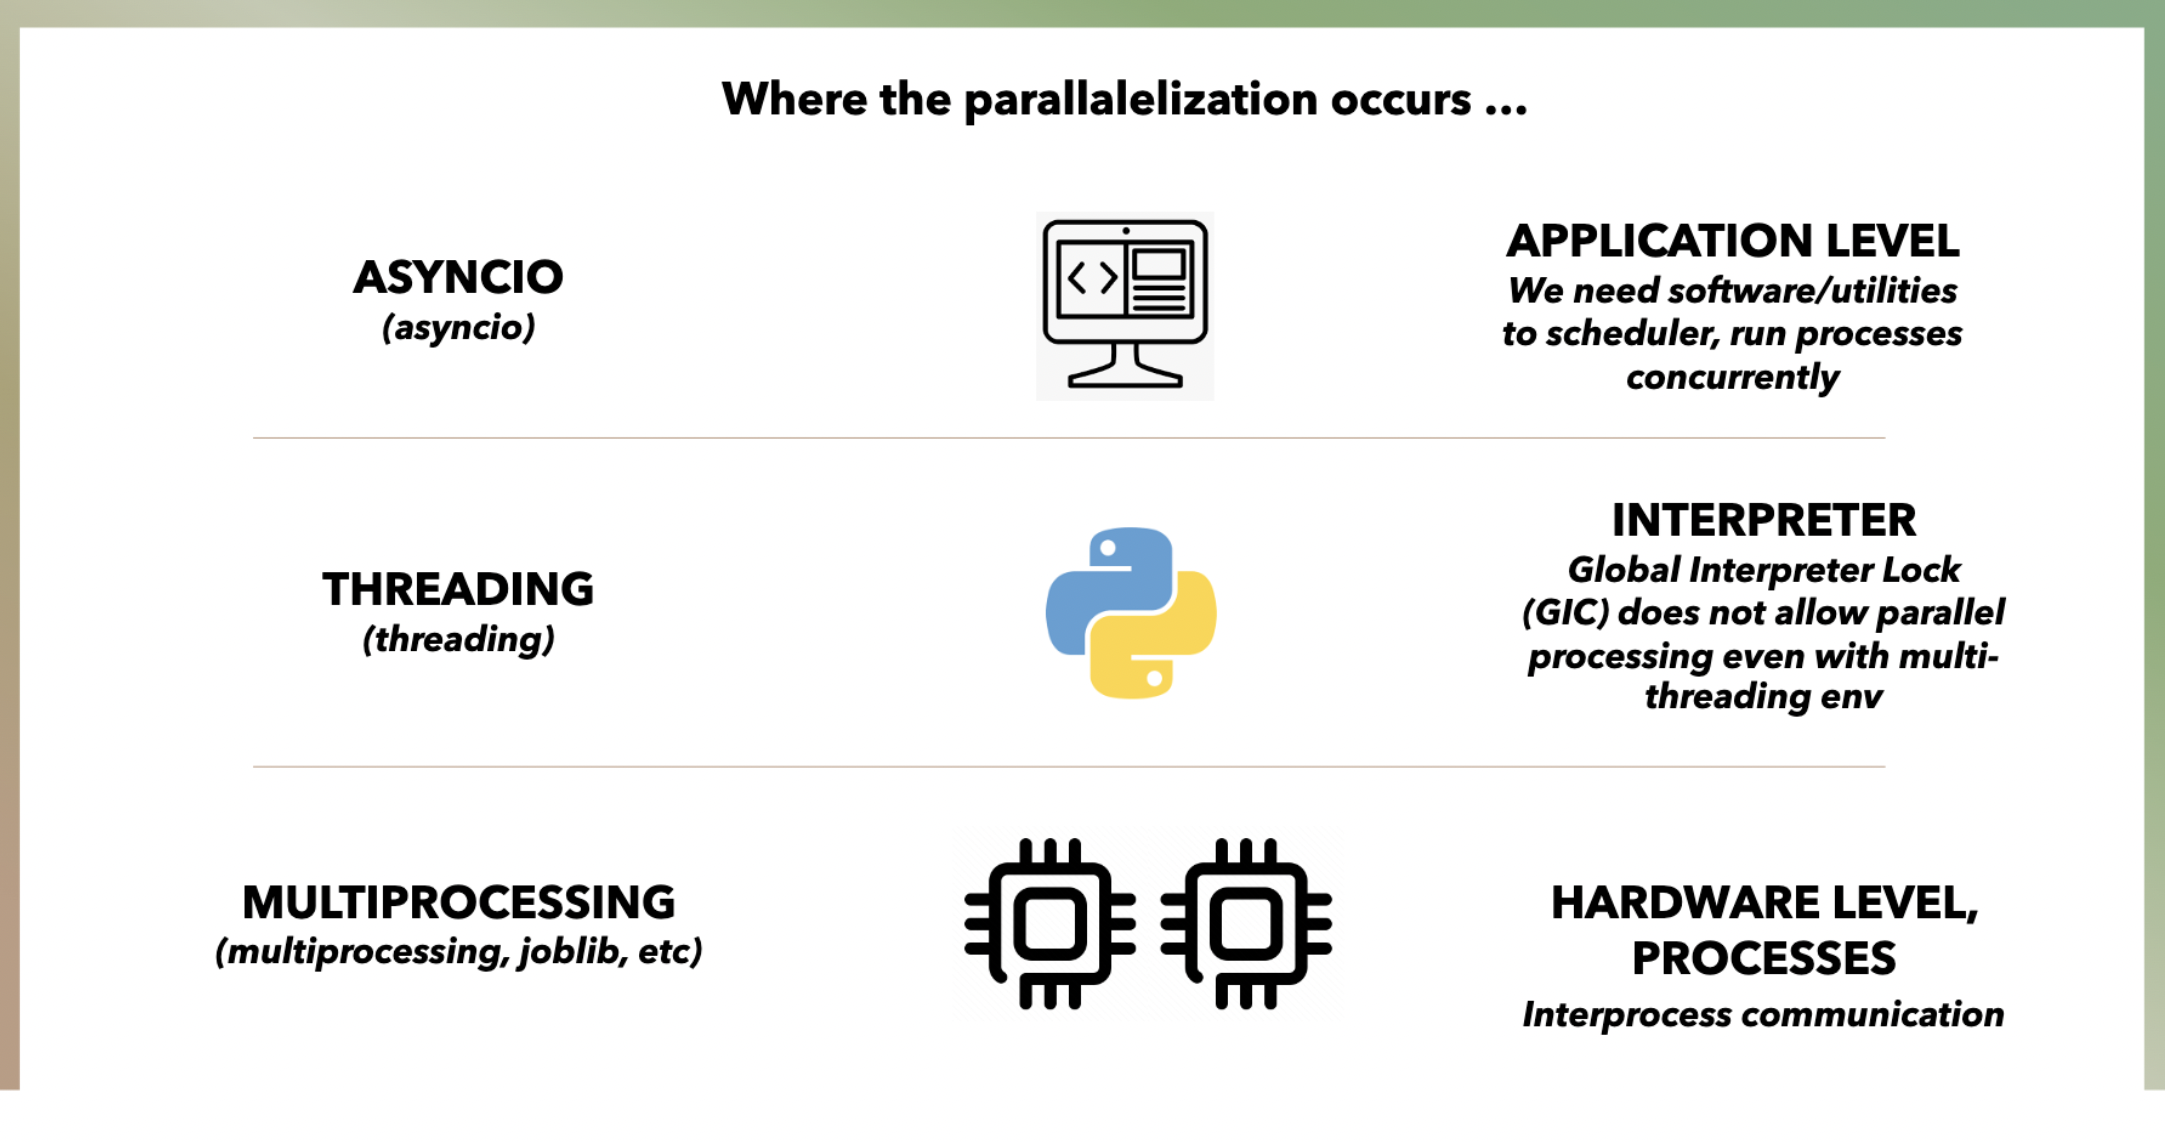 Where the parallalelization occurs ...
ASYNCIO
(asyncio)
APPLICATION LEVEL
We need software/utilities
to scheduler, run processes
concurrently
THREADING
(threading)
INTERPRETER
Global Interpreter Lock
(GIC) does not allow parallel
processing even with multi-
threading env
MULTIPROCESSING
(multiprocessing, joblib, etc)
HARDWARE LEVEL,
PROCESSES
Interprocess communication